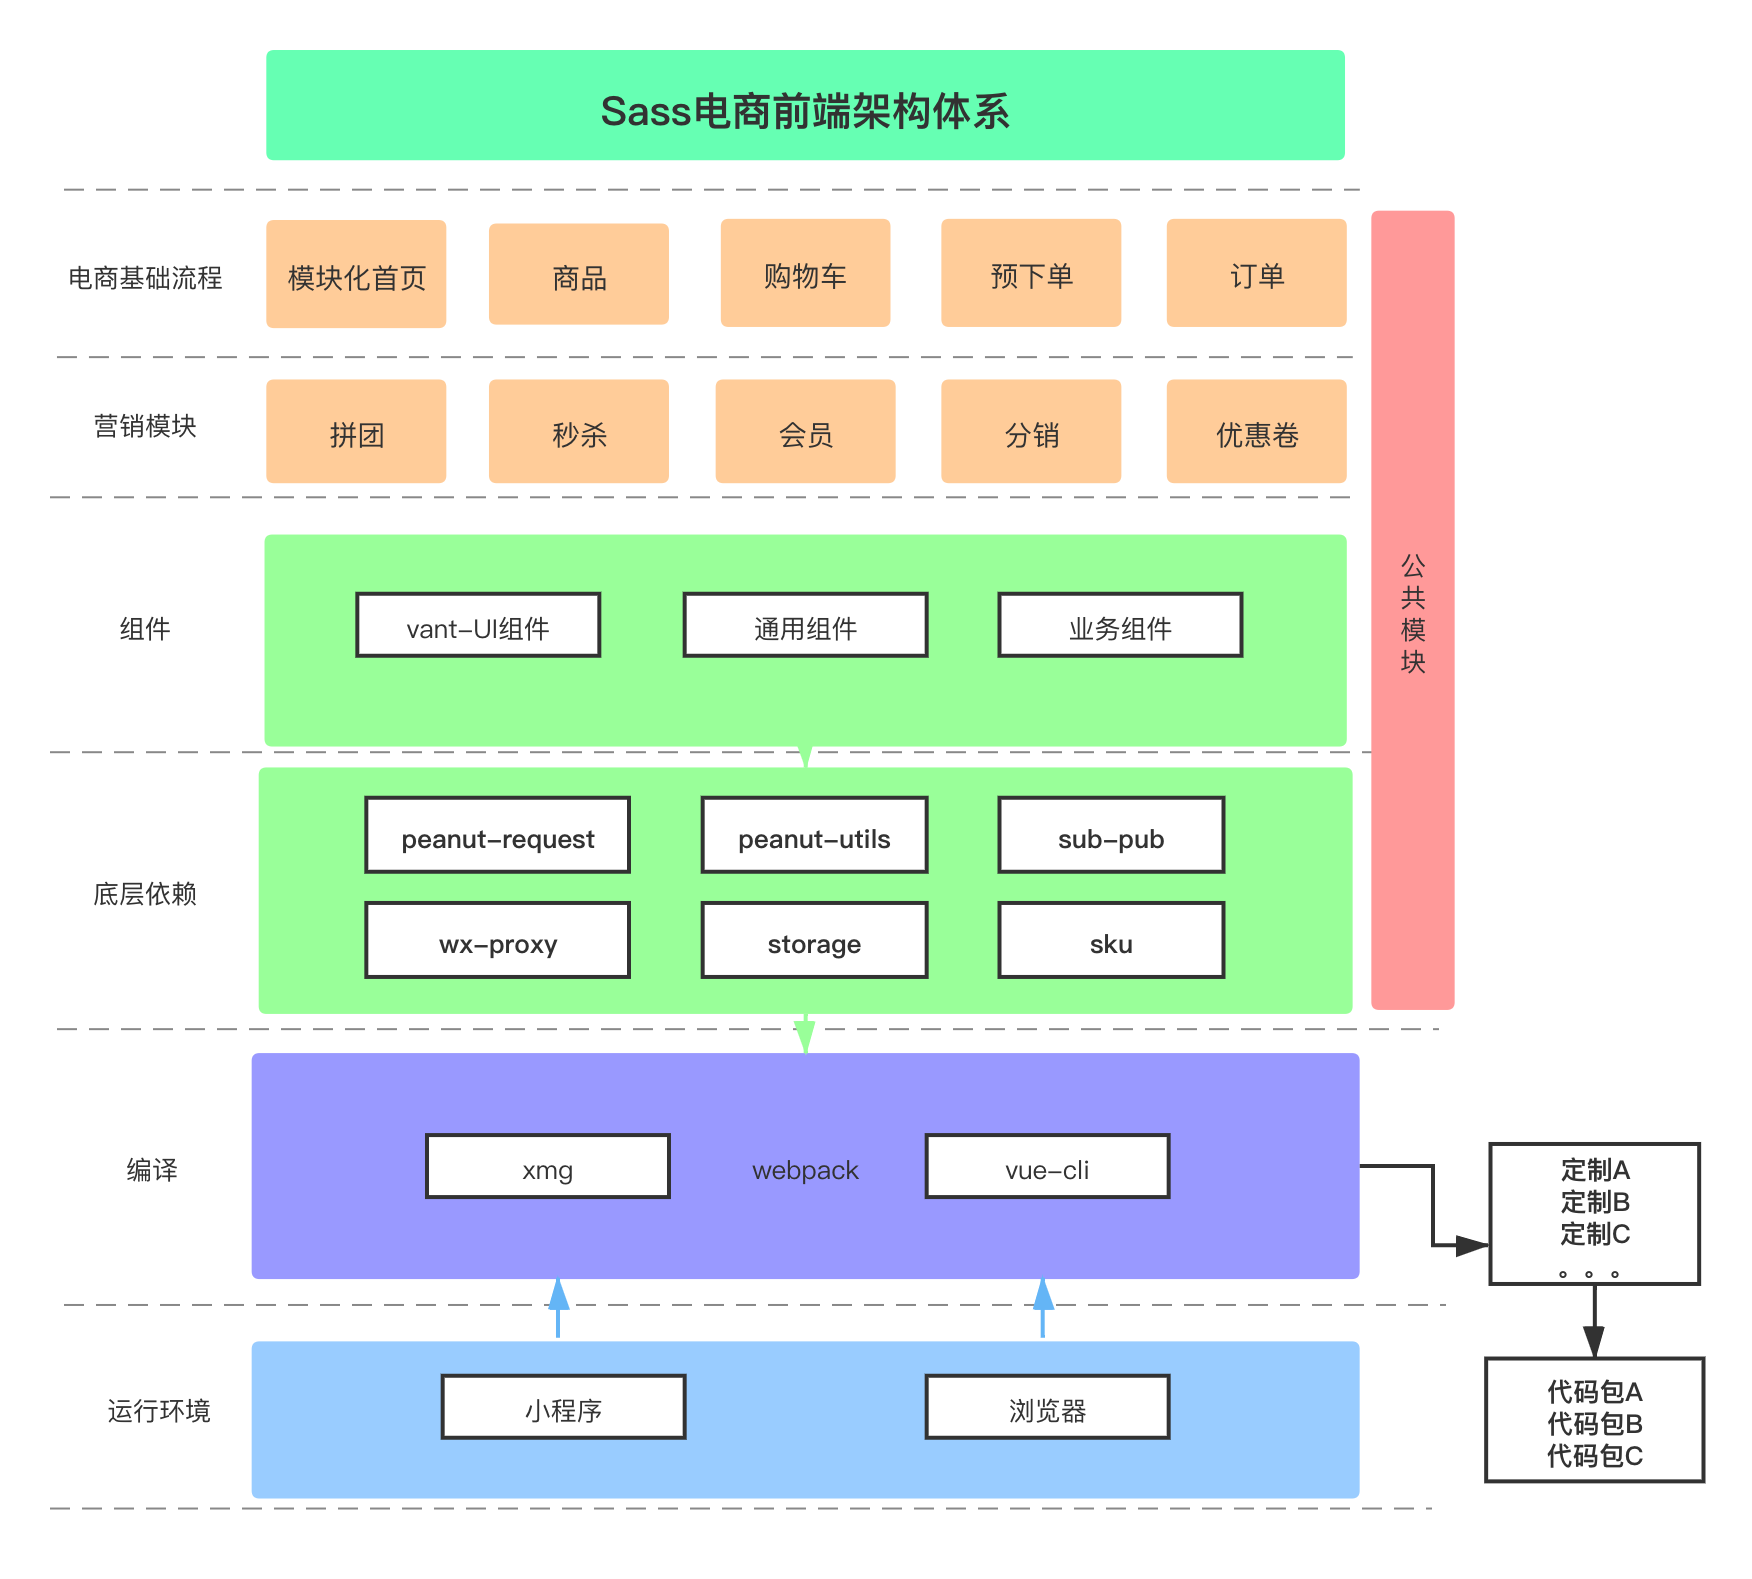 Sass电商前端架构体系
电商基础流程
模块化首页
商品
购物车
预下单
订单
营销模块
拼团
秒杀
会员
分销
优惠卷
公
共
模
块
组件
vant-UI组件
通用组件
业务组件
底层依赖
peanut-request
peanut-utils
sub-pub
wx-proxy
storage
sku
编译
xmg
webpack
vue-cli
定制A
定制B
定制C
。。。
运行环境
小程序
浏览器
代码包A
代码包B
代码包C